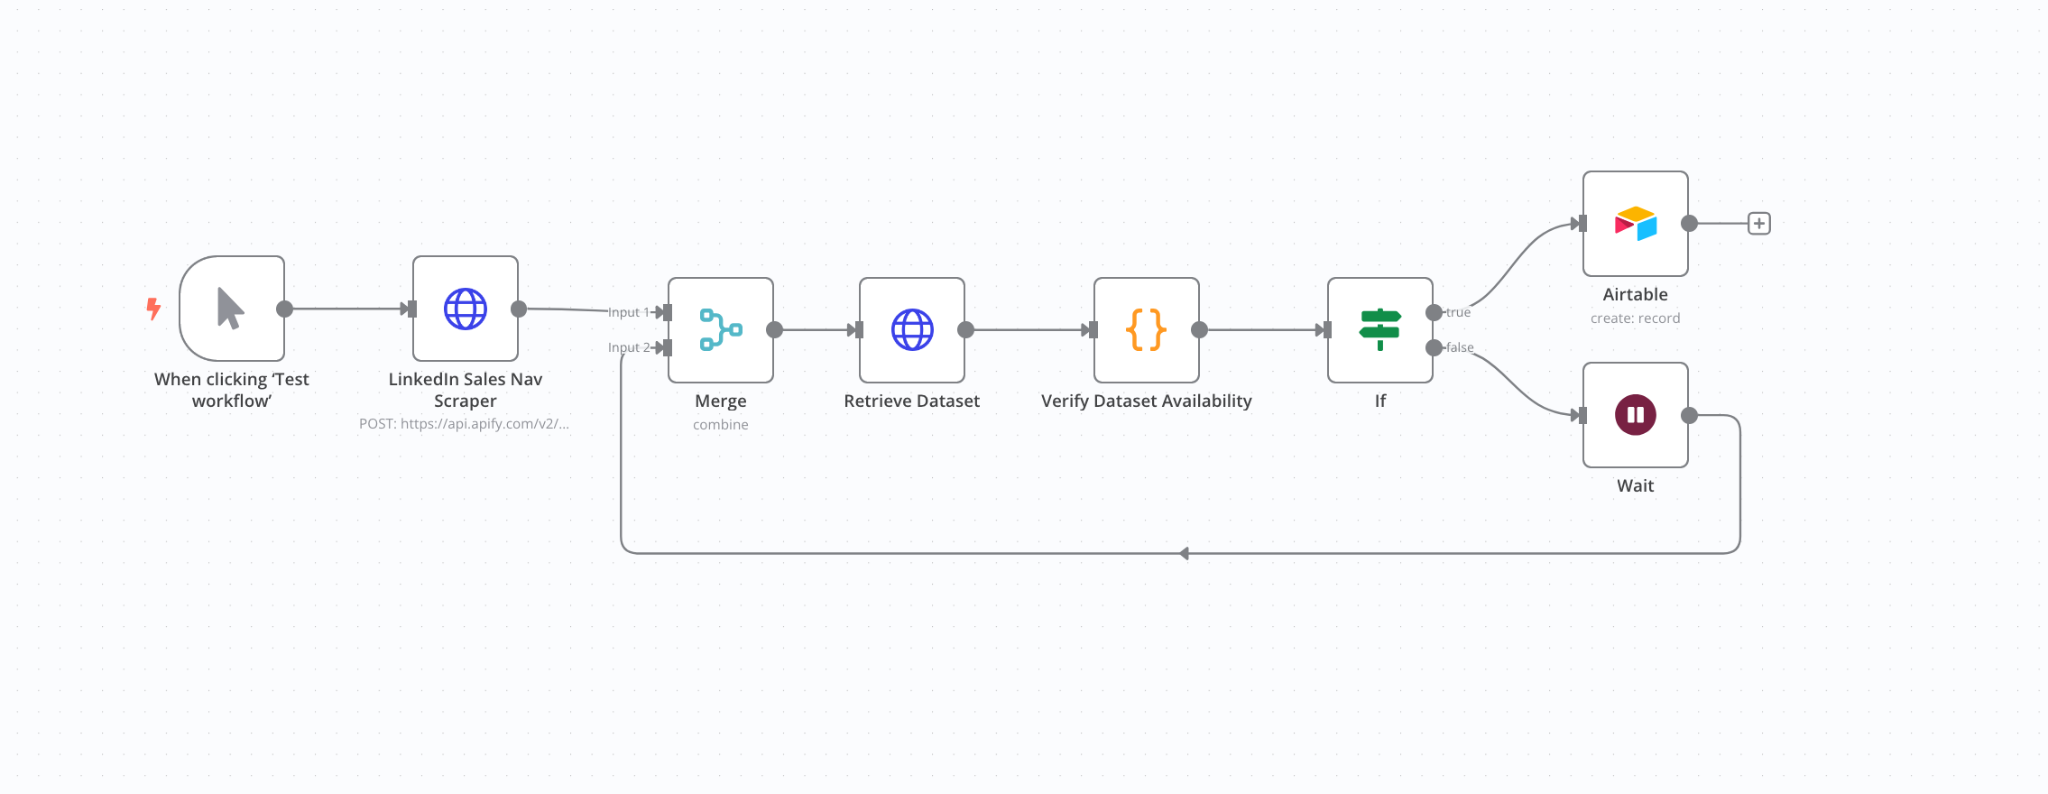 When clicking ‘Test
workflow’
LinkedIn Sales Nav
Scraper
POST: https://api.apify.com/v2/...
Input 1
Input 2
Merge
combine
Retrieve Dataset
Verify Dataset Availability
If
true
false
Airtable
create: record
Wait